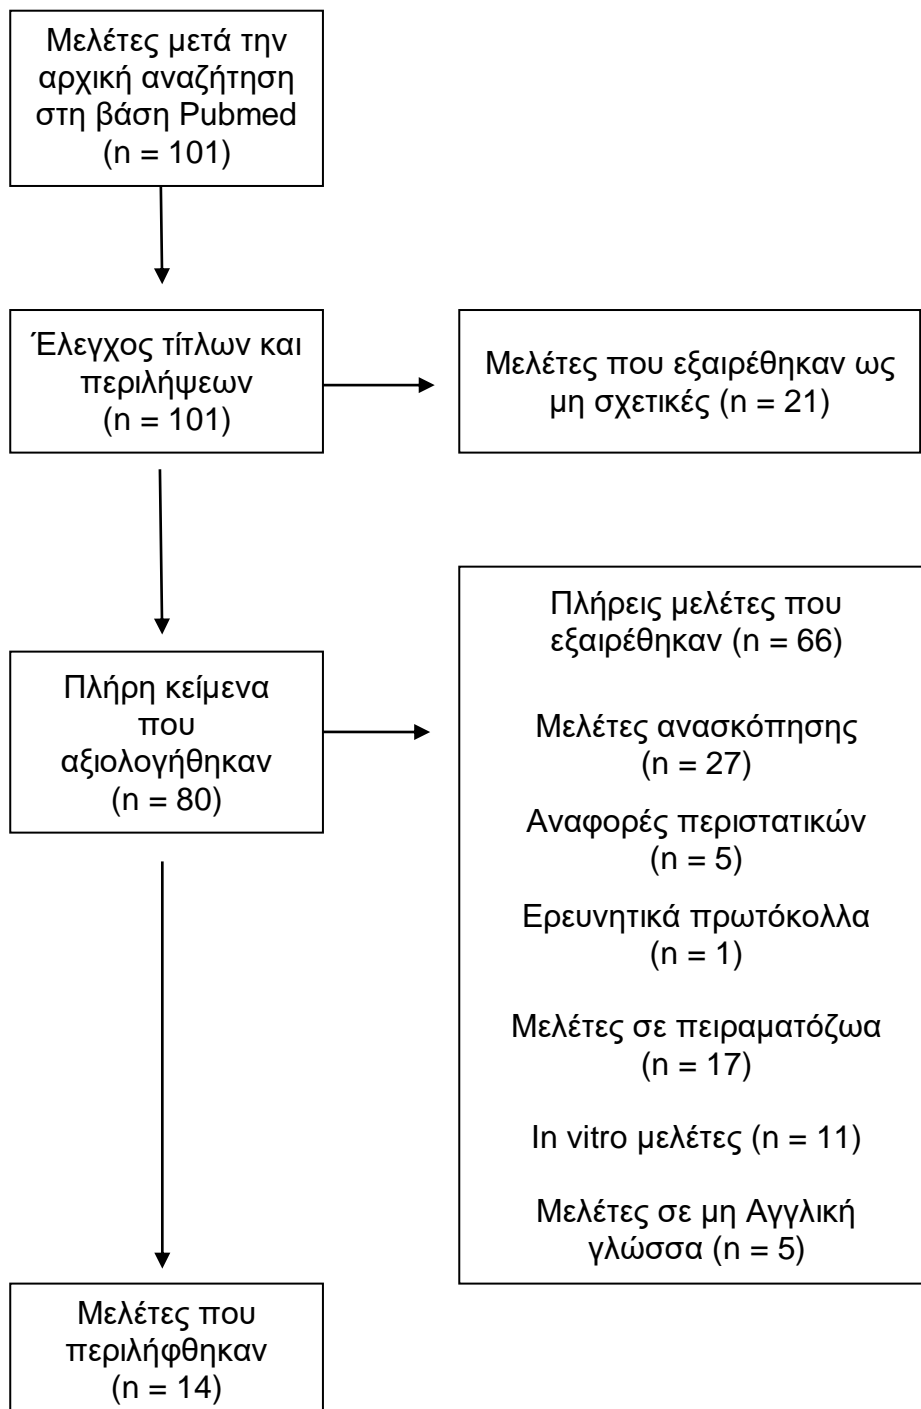 Μελέτες μετά την
αρχική αναζήτηση
στη βάση Pubmed
(n = 101)
Έλεγχος τίτλων και
περιλήψεων
(n = 101)
Μελέτες που εξαιρέθηκαν ως
μη σχετικές (n = 21)
Πλήρη κείμενα
που
αξιολογήθηκαν
(n = 80)
Πλήρεις μελέτες που
εξαιρέθηκαν (n = 66)
Μελέτες ανασκόπησης
(n = 27)
Αναφορές περιστατικών
(n = 5)
Ερευνητικά πρωτόκολλα
(n = 1)
Μελέτες σε πειραματόζωα
(n = 17)
In vitro μελέτες (n = 11)
Μελέτες σε μη Αγγλική
γλώσσα (n = 5)
Μελέτες που
περιλήφθηκαν
(n = 14)